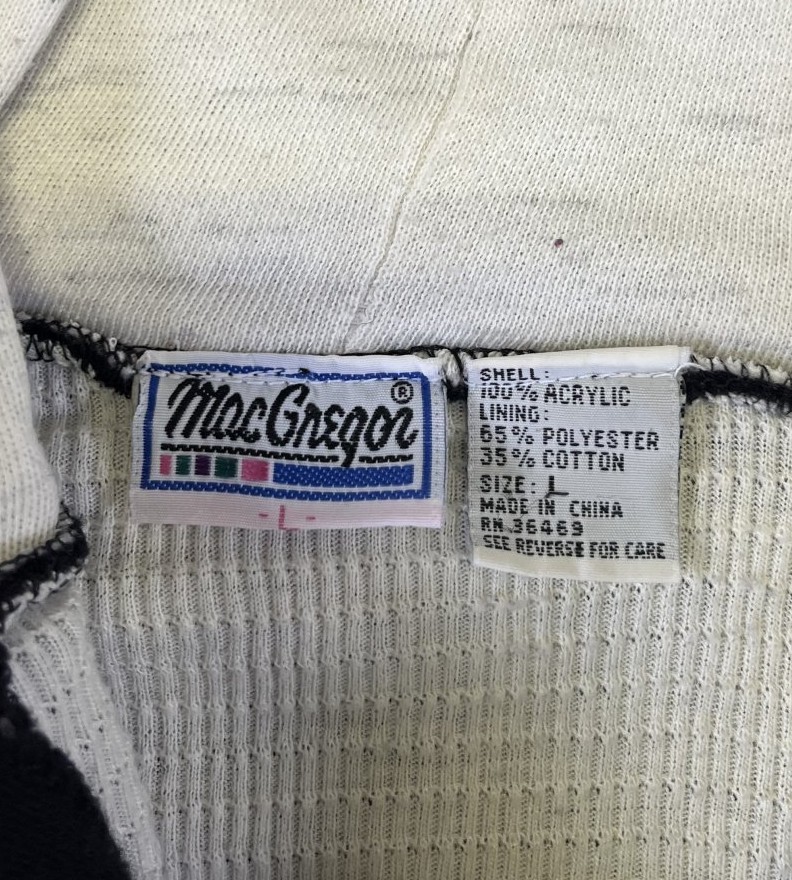 MacGregor®
- L -
SHELL:
100% ACRYLIC
LINING:
65% POLYESTER
35% COTTON
SIZE: L
MADE IN CHINA
RN 36469
SEE REVERSE FOR CARE